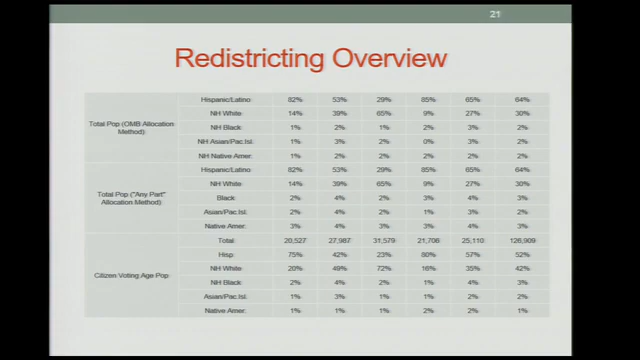 21
Redistricting Overview
Total Pop (OMB Allocation Method)
Hispanic/Latino 82% 53% 29% 85% 65% 64%
NH White 14% 39% 65% 9% 27% 30%
NH Black 1% 2% 1% 2% 3% 2%
NH Asian/Pac.Isl. 1% 3% 2% 0% 3% 2%
NH Native Amer. 1% 2% 2% 2% 2% 2%
Total Pop ("Any Part" Allocation Method)
Hispanic/Latino 82% 53% 29% 85% 65% 64%
NH White 14% 39% 65% 9% 27% 30%
Black 2% 4% 2% 3% 4% 3%
Asian/Pac.Isl. 2% 4% 2% 1% 3% 2%
Native Amer. 3% 4% 3% 3% 3% 3%
Citizen Voting Age Pop
Total 20,527 27,987 31,579 21,706 25,110 126,909
Hisp 75% 42% 23% 80% 57% 52%
NH White 20% 49% 72% 16% 35% 42%
NH Black 2% 4% 2% 1% 4% 3%
Asian/Pac.Isl. 1% 3% 1% 1% 2% 2%
Native Amer. 1% 1% 1% 2% 2% 1%